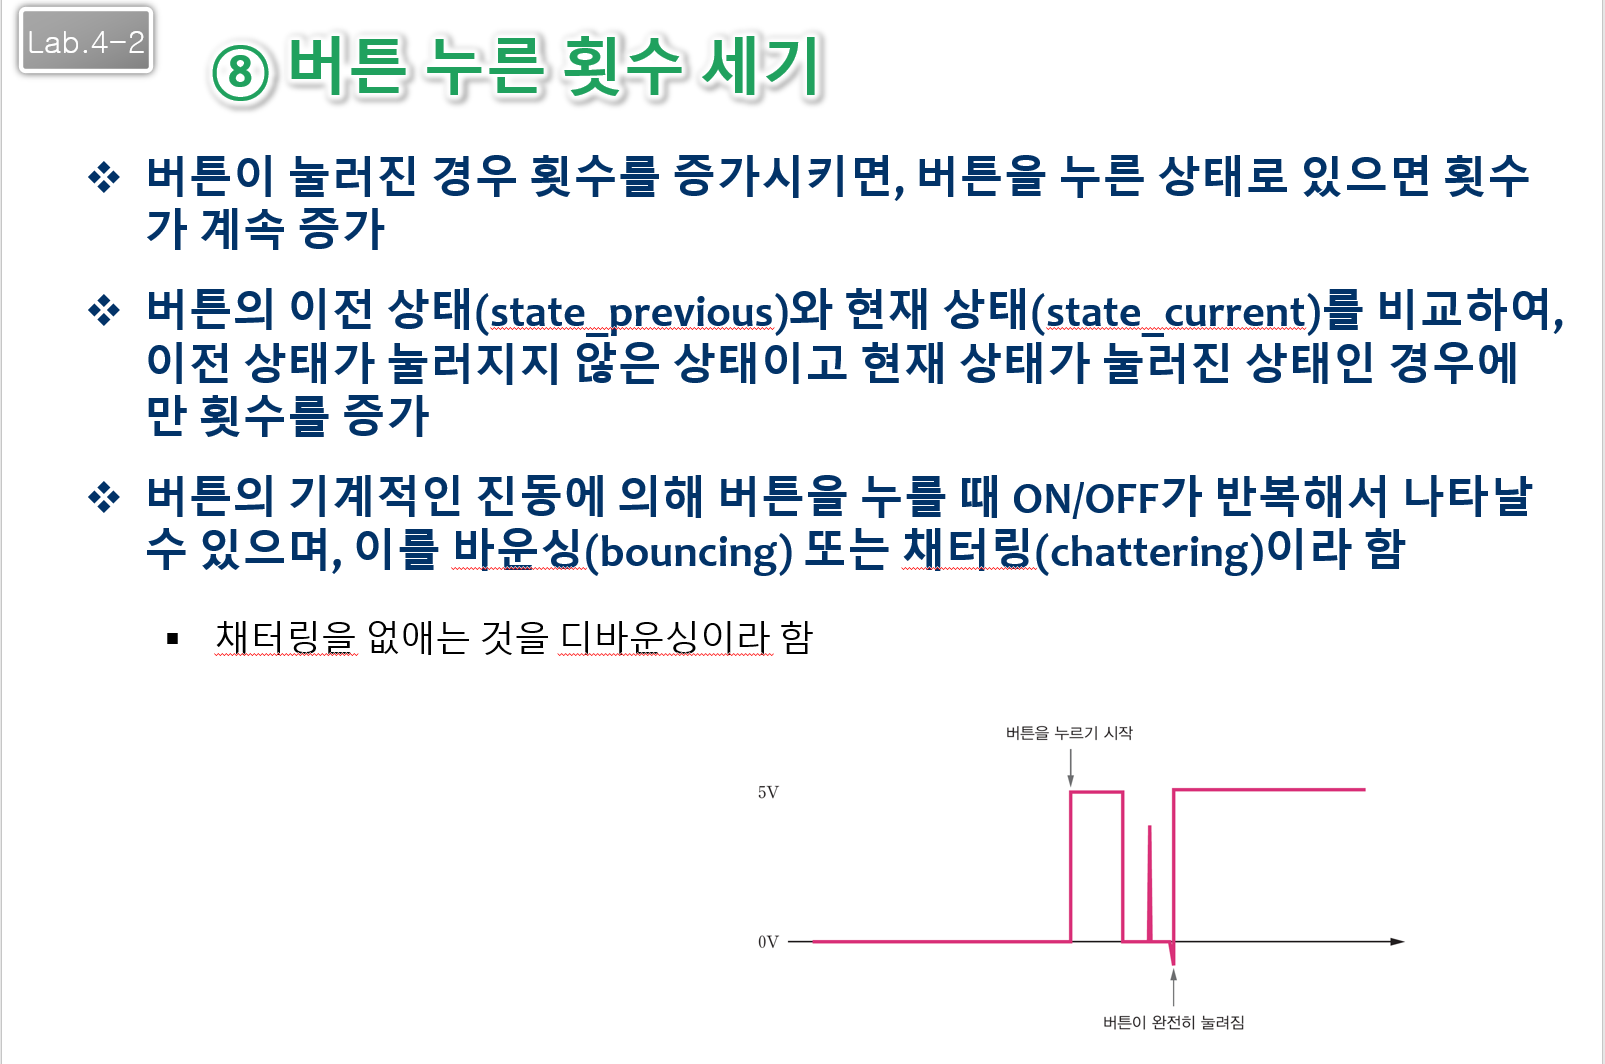 Lab.4-2
⑧ 버튼 누른 횟수 세기
❖ 버튼이 눌러진 경우 횟수를 증가시키면, 버튼을 누른 상태로 있으면 횟수
가 계속 증가
❖ 버튼의 이전 상태(state_previous)와 현재 상태(state_current)를 비교하여,
이전 상태가 눌러지지 않은 상태이고 현재 상태가 눌러진 상태인 경우에
만 횟수를 증가
❖ 버튼의 기계적인 진동에 의해 버튼을 누를 때 ON/OFF가 반복해서 나타날
수 있으며, 이를 바운싱(bouncing) 또는 채터링(chattering)이라 함
▪ 채터링을 없애는 것을 디바운싱이라 함
버튼을 누르기 시작
5V
0V
버튼이 완전히 눌려짐